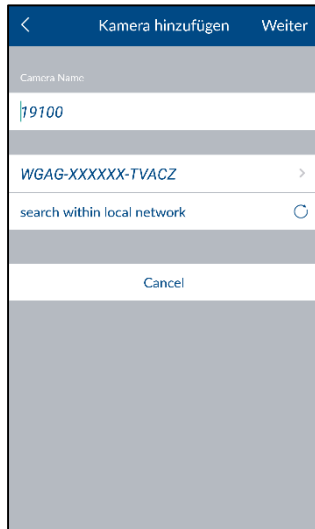 Kamera hinzufügen Weiter
Camera Name
19100
WGAG-XXXXXX-TVACZ
search within local network
Cancel